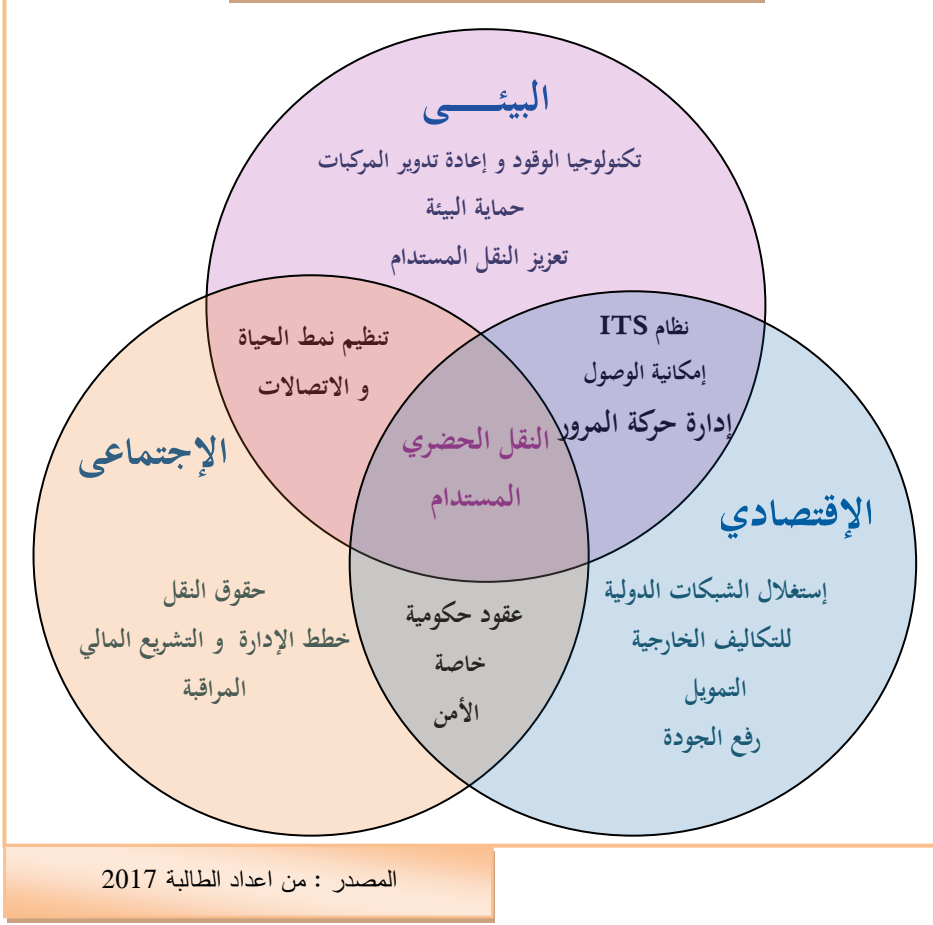 البيئــــــى
تكنولوجيا الوقود و إعادة تدوير المركبات
حماية البيئة
تعزيز النقل المستدام
نظام ITS
إمكانية الوصول
إدارة حركة المرور
تنظيم نمط الحياة
و الاتصالات
النقل الحضري
المستدام
الإجتماعى
حقوق النقل
خطط الإدارة و التشريع المالي
المراقبة
الإقتصادي
إستغلال الشبكات الدولية
للتكاليف الخارجية
التمويل
رفع الجودة
عقود حكومية
خاصة
الأمن
المصدر : من اعداد الطالبة 2017